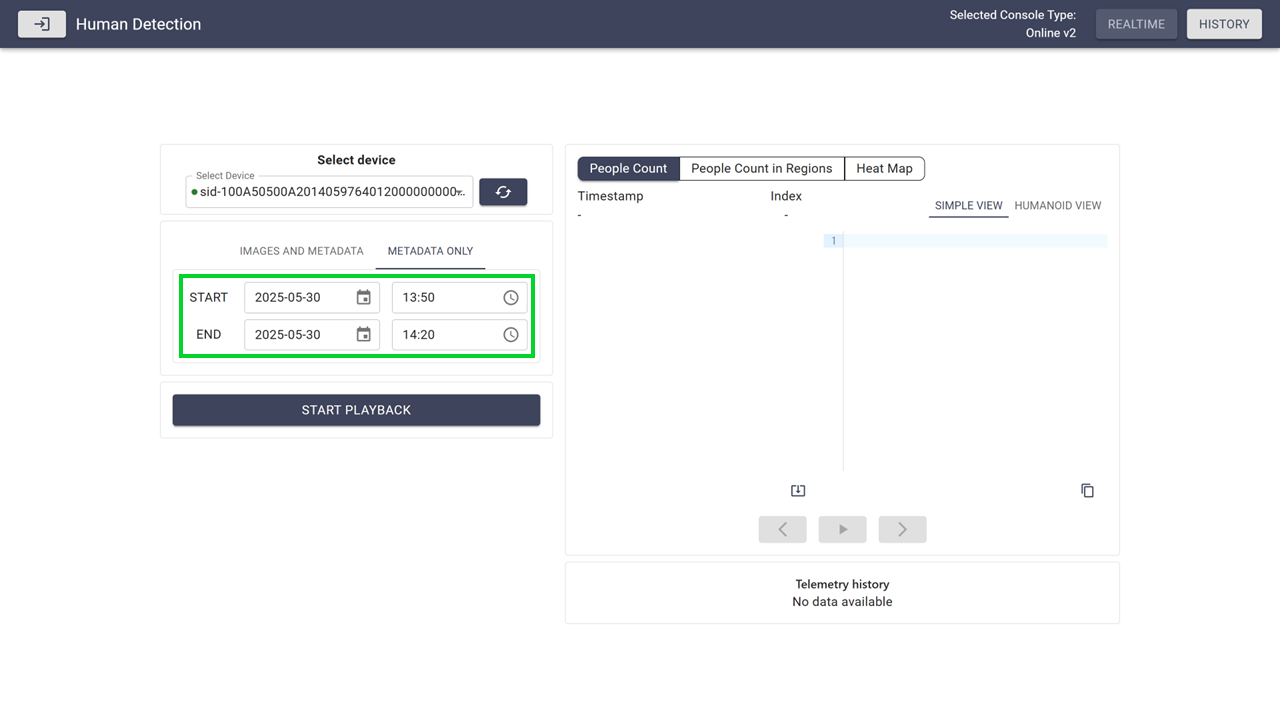 Human Detection
Selected Console Type:
Online v2
REALTIME
HISTORY
Select device
Select Device
sid-100A50500A2014059764012000000000..
IMAGES AND METADATA
METADATA ONLY
START
2025-05-30
13:50
END
2025-05-30
14:20
START PLAYBACK
People Count
People Count in Regions
Heat Map
Timestamp
-
Index
-
SIMPLE VIEW
HUMANOID VIEW
1
Telemetry history
No data available